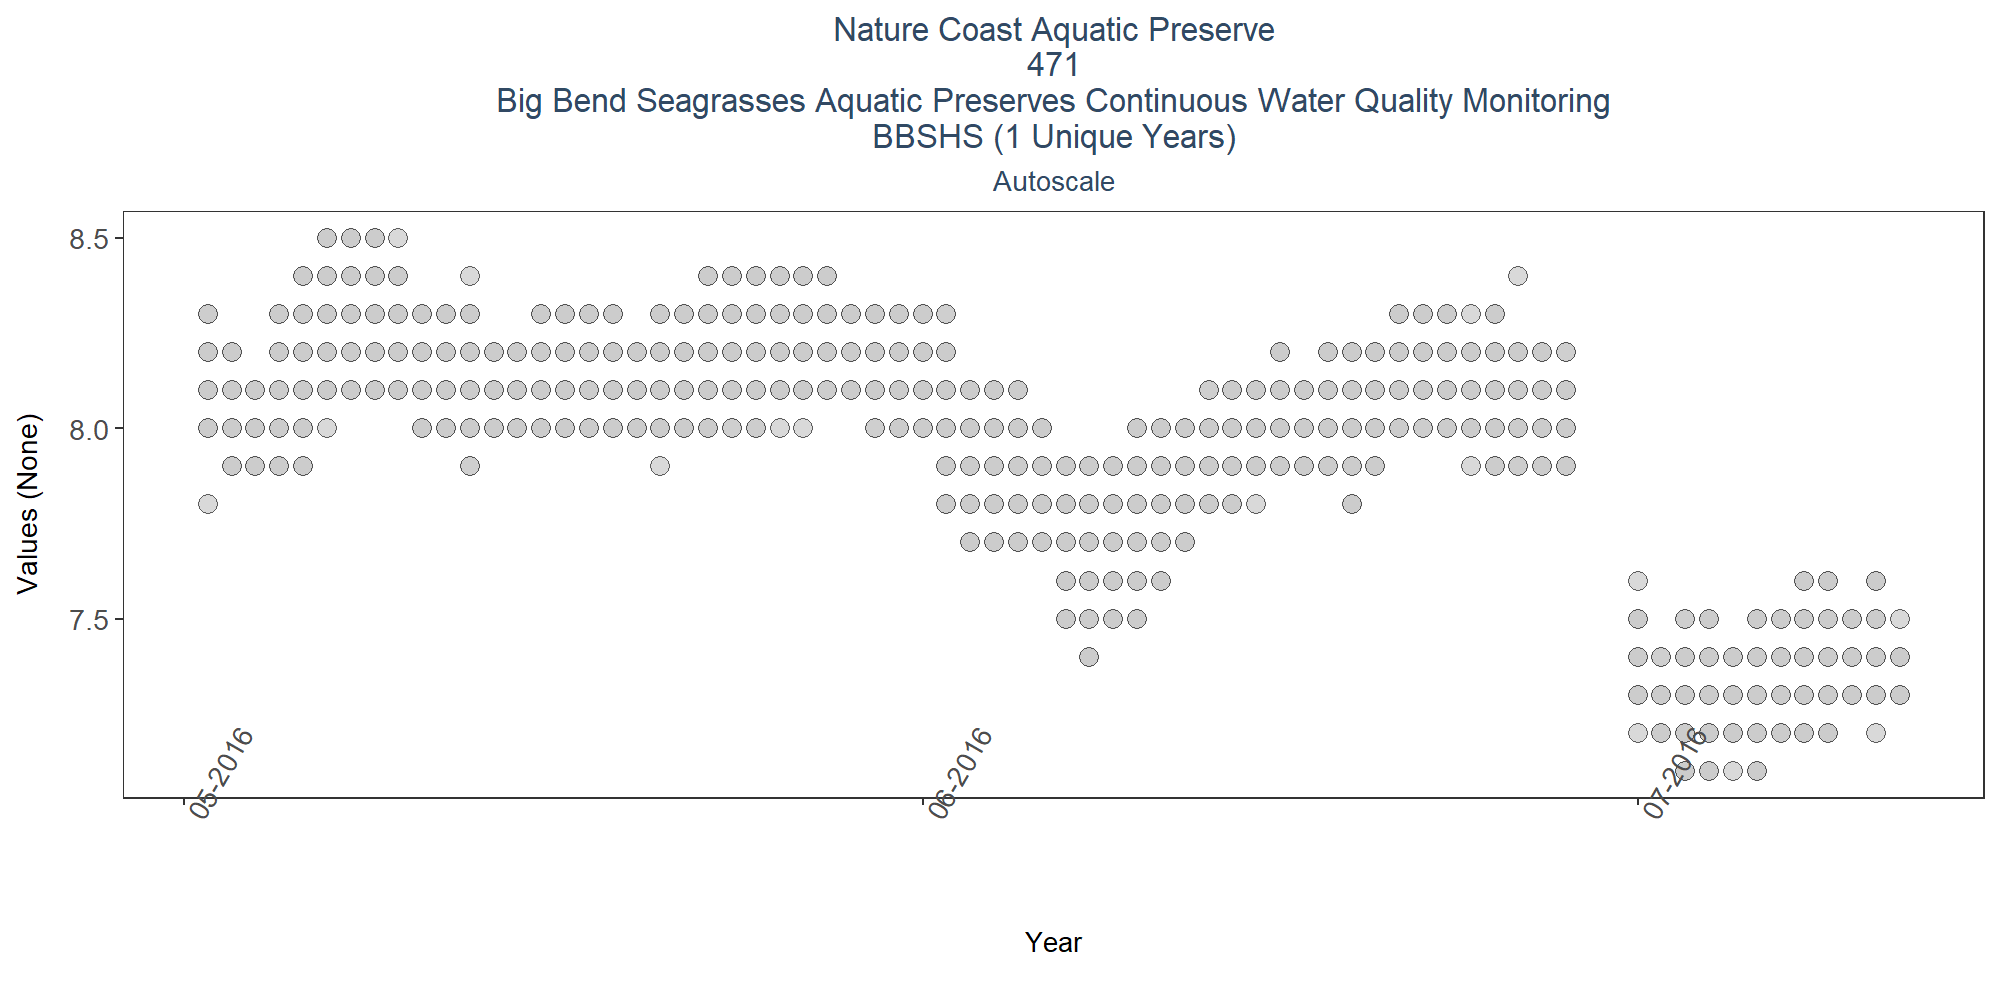 Nature Coast Aquatic Preserve
471
Big Bend Seagrasses Aquatic Preserves Continuous Water Quality Monitoring
BBSHS (1 Unique Years)
Autoscale
Values (None)
8.5
8.0
7.5
05-2016
06-2016
07-2016
Year